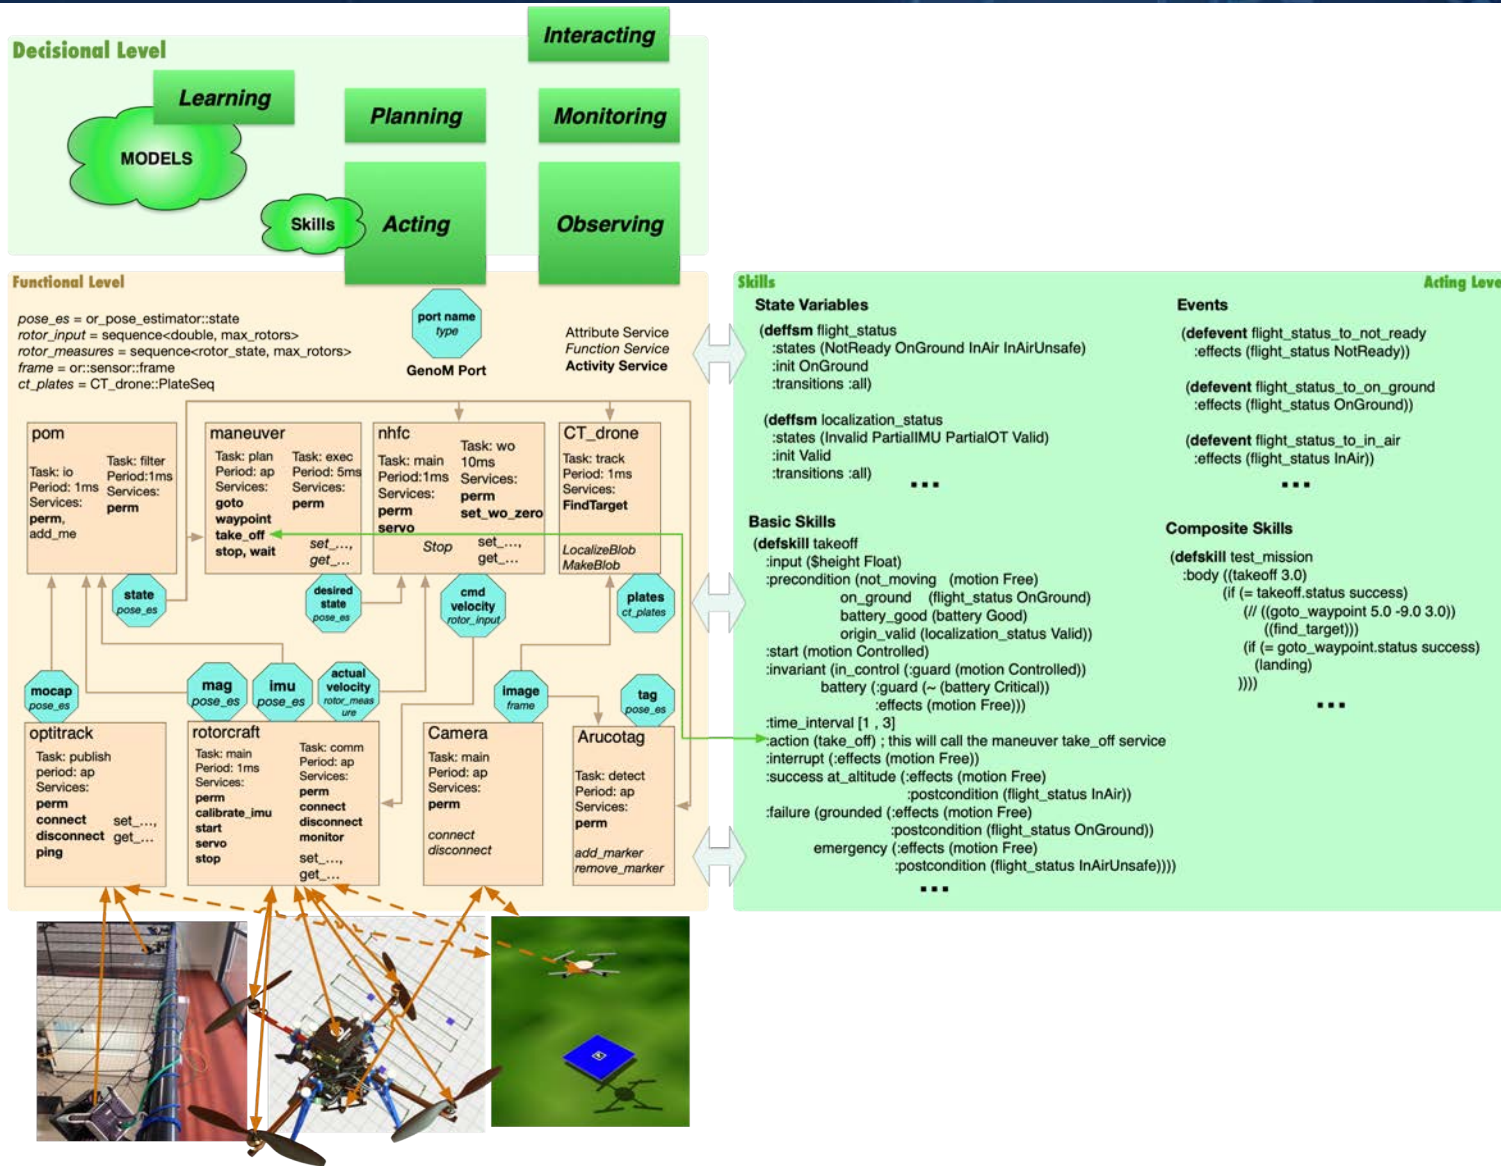 Interacting
Decisional Level
Learning
Planning
Monitoring
MODELS
Skills
Acting
Observing
Functional Level
pose_es = or_pose_estimator::state
rotor_input = sequence<double, max_rotors>
rotor_measures = sequence<rotor_state, max_rotors>
frame = or::sensor::frame
ct_plates = CT_drone::PlateSeq
port name
type
GenoM Port
Attribute Service
Function Service
Activity Service
pom
Task: io
Period: 1ms
Services:
perm,
add_me
Task: filter
Period:1ms
Services:
perm
maneuver
Task: plan
Period: ap
Services:
goto
waypoint
take_off
stop, wait
Task: exec
Period: 5ms
Services:
perm
set_...,
get_...
nhfc
Task: main
Period:1ms
Services:
perm
servo
Stop
Task: wo
10ms
Services:
perm
set_wo_zero
set_...,
get_...
CT_drone
Task: track
Period: 1ms
Services:
FindTarget
LocalizeBlob
MakeBlob
state
pose_es
desired
state
pose_es
cmd
velocity
rotor_input
plates
ct_plates
mocap
pose_es
mag
pose_es
imu
pose_es
actual
velocity
rotor_meas
ure
image
frame
tag
pose_es
optitrack
Task: publish
period: ap
Services:
perm
connect
disconnect
ping
set_...,
get_...
rotorcraft
Task: main
Period: 1ms
Services:
perm
calibrate_imu
start
servo
stop
Task: comm
Period: ap
Services:
perm
connect
disconnect
monitor
set_...,
get_...
Camera
Task: main
Period: ap
Services:
perm
connect
disconnect
Arucotag
Task: detect
Period: ap
Services:
perm
add_marker
remove_marker
Skills
Acting Leve
State Variables
(deffsm flight_status
:states (NotReady OnGround InAir InAirUnsafe)
:init OnGround
:transitions :all)
(deffsm localization_status
:states (Invalid PartialIMU PartialOT Valid)
:init Valid
:transitions :all)
...
Events
(defevent flight_status_to_not_ready
:effects (flight_status NotReady))
(defevent flight_status_to_on_ground
:effects (flight_status OnGround))
(defevent flight_status_to_in_air
:effects (flight_status InAir))
...
Basic Skills
(defskill takeoff
:input ($height Float)
:precondition (not_moving (motion Free)
on_ground (flight_status OnGround)
battery_good (battery Good)
origin_valid (localization_status Valid))
:start (motion Controlled)
:invariant (in_control (:guard (motion Controlled))
battery (:guard (~ (battery Critical))
:effects (motion Free)))
:time_interval [1 , 3]
:action (take_off) ; this will call the maneuver take_off service
:interrupt (:effects (motion Free))
:success at_altitude (:effects (motion Free)
:postcondition (flight_status InAir))
:failure (grounded (:effects (motion Free)
:postcondition (flight_status OnGround))
emergency (:effects (motion Free)
:postcondition (flight_status InAirUnsafe))))
...
Composite Skills
(defskill test_mission
:body ((takeoff 3.0)
(if (= takeoff.status success)
(// ((goto_waypoint 5.0 -9.0 3.0))
((find_target)))
(if (= goto_waypoint.status success)
(landing)
))))
...